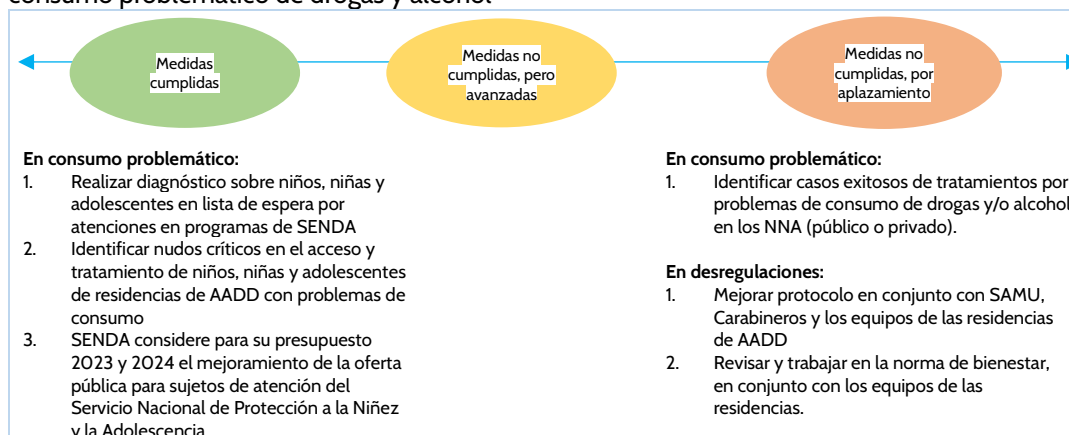 consumo problemático de drogas y alcohol
Medidas
cumplidas
Medidas no
cumplidas, pero
avanzadas
Medidas no
cumplidas, por
aplazamiento
En consumo problemático:
1. Realizar diagnóstico sobre niños, niñas y
adolescentes en lista de espera por
atenciones en programas de SENDA
2. Identificar nudos críticos en el acceso y
tratamiento de niños, niñas y adolescentes
de residencias de AADD con problemas de
consumo
3. SENDA considere para su presupuesto
2023 y 2024 el mejoramiento de la oferta
pública para sujetos de atención del
Servicio Nacional de Protección a la Niñez
y la Adolescencia
En consumo problemático:
1. Identificar casos exitosos de tratamientos por
problemas de consumo de drogas y/o alcohol
en los NNA (público o privado).
En desregulaciones:
1. Mejorar protocolo en conjunto con SAMU,
Carabineros y los equipos de las residencias
de AADD
2. Revisar y trabajar en la norma de bienestar,
en conjunto con los equipos de las
residencias.